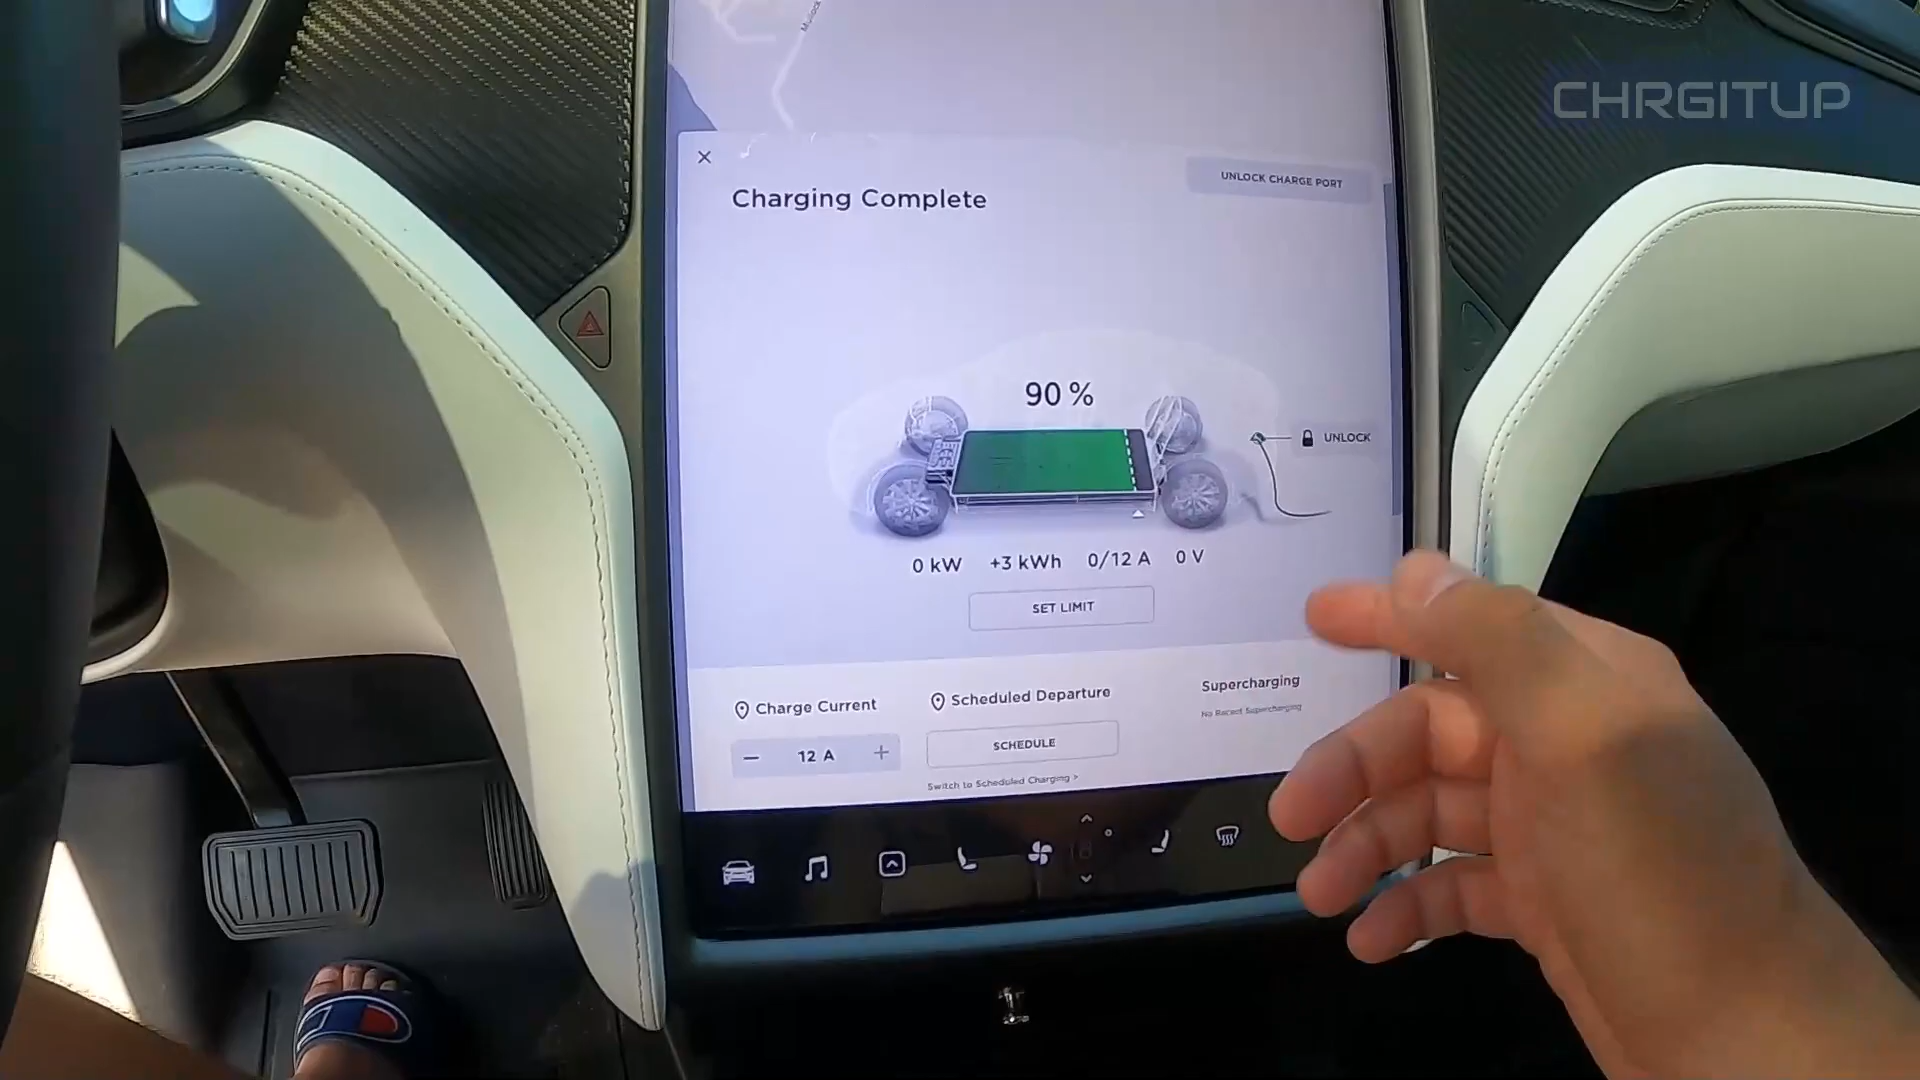 CHRGITUP
UNLOCK CHARGE PORT
Charging Complete
90 %
UNLOCK
0 kW +3 kWh 0/12 A 0 V
SET LIMIT
Charge Current
Scheduled Departure
Supercharging
No Recent Supercharging
12 A
SCHEDULE
Switch to Scheduled Charging >